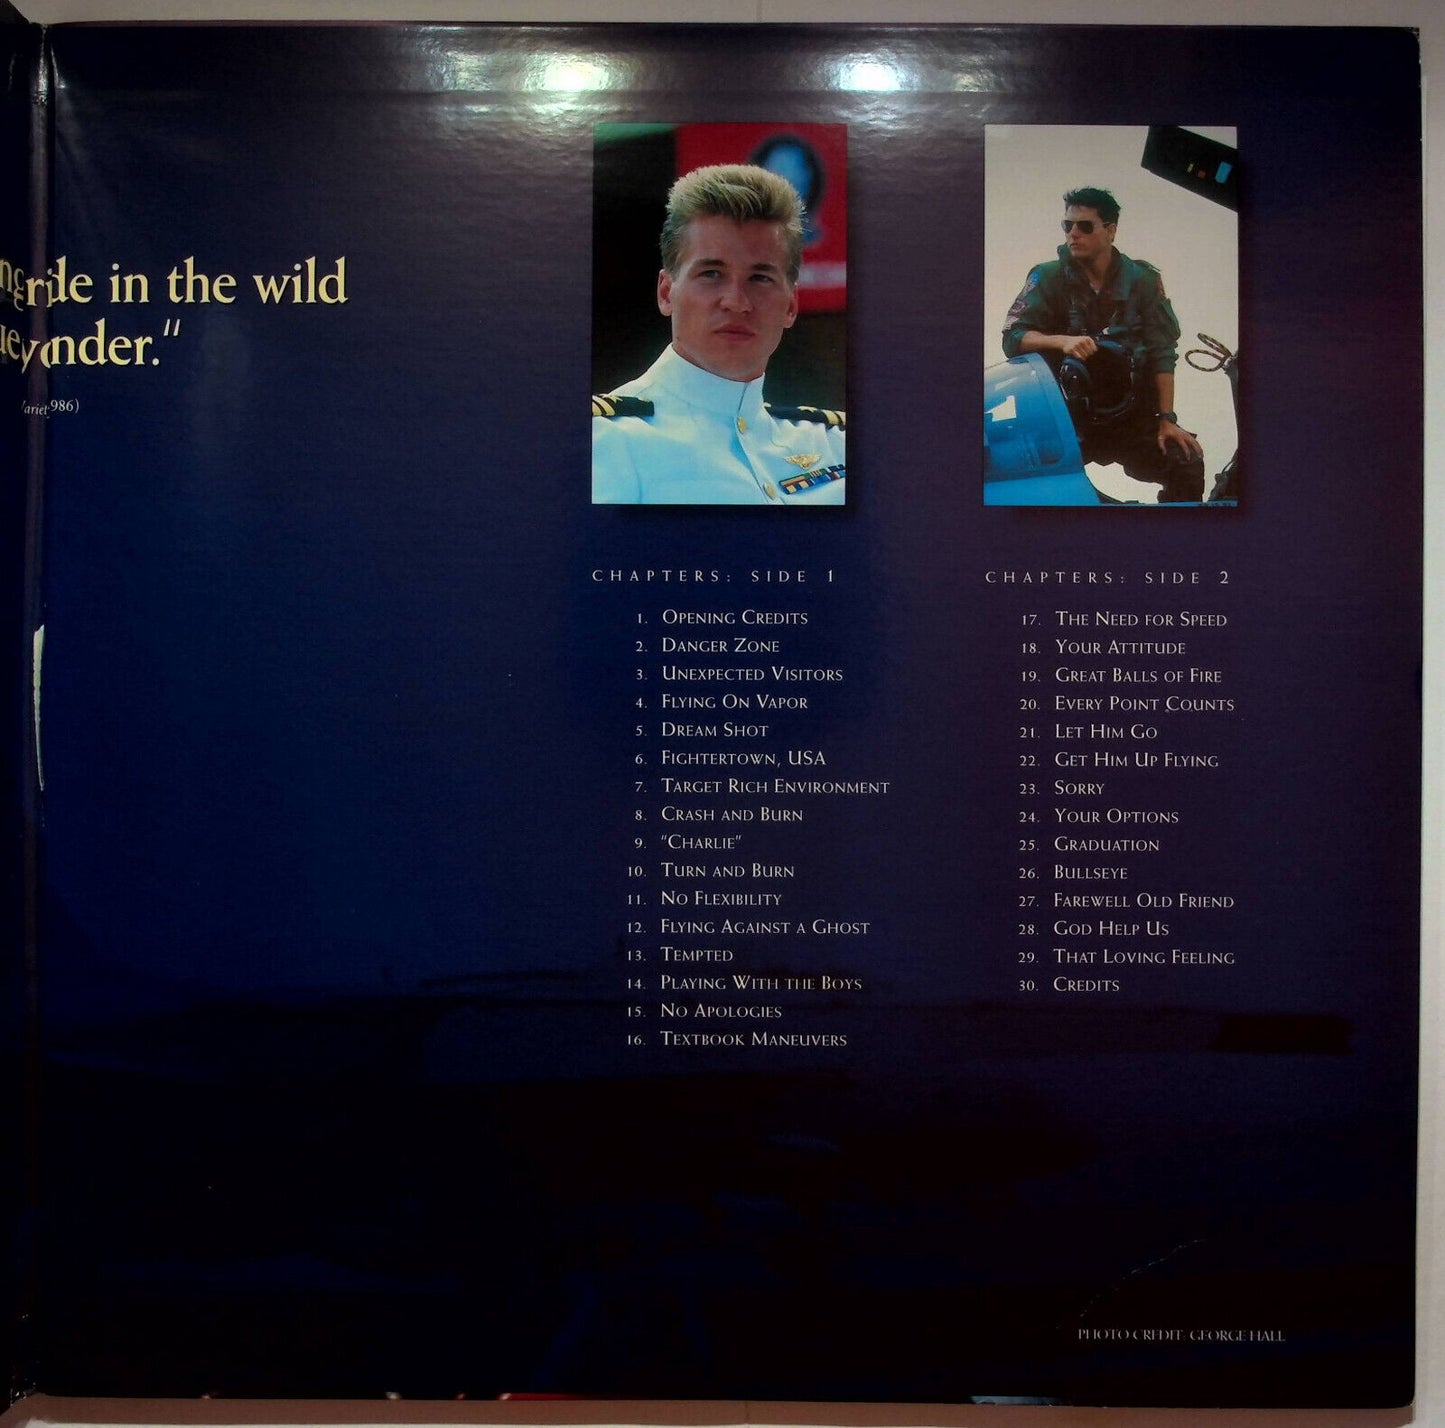 ride in the wild
yonder."
986)
CHAPTERS: SIDE 1
1. OPENING CREDITS
2. DANGER ZONE
3. UNEXPECTED VISITORS
4. FLYING ON VAPOR
5. DREAM SHOT
6. FIGHTERTOWN, USA
7. TARGET RICH ENVIRONMENT
8. CRASH AND BURN
9. "CHARLIE"
10. TURN AND BURN
11. NO FLEXIBILITY
12. FLYING AGAINST A GHOST
13. TEMPTED
14. PLAYING WITH THE BOYS
15. NO APOLOGIES
16. TEXTBOOK MANEUVERS
CHAPTERS: SIDE 2
17. THE NEED FOR SPEED
18. YOUR ATTITUDE
19. GREAT BALLS OF FIRE
20. EVERY POINT COUNTS
21. LET HIM GO
22. GET HIM UP FLYING
23. SORRY
24. YOUR OPTIONS
25. GRADUATION
26. BULLSEYE
27. FAREWELL OLD FRIEND
28. GOD HELP US
29. THAT LOVING FEELING
30. CREDITS
PHOTO CREDIT: GEORGE HALL